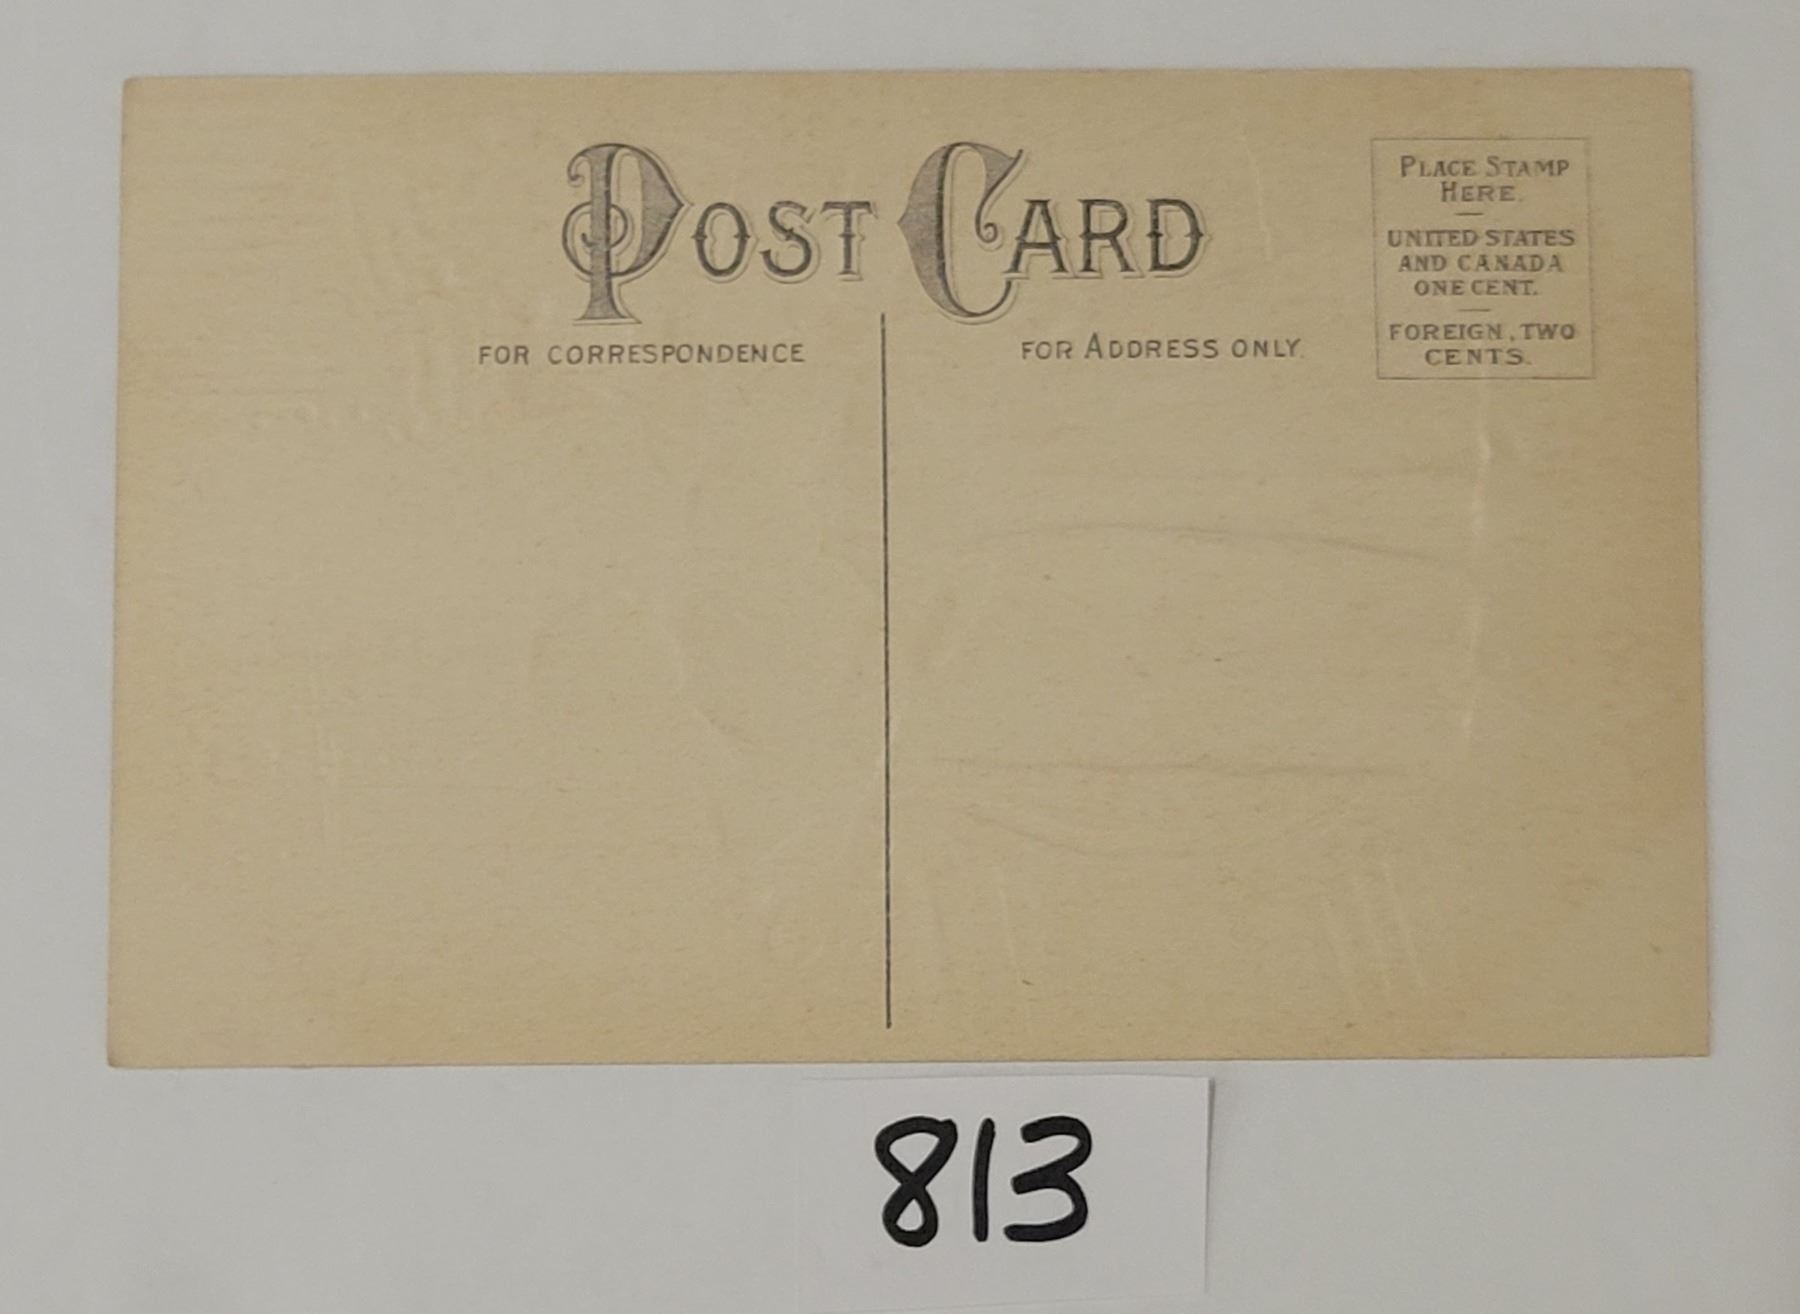 POST CARD
FOR CORRESPONDENCE
FOR ADDRESS ONLY.
PLACE STAMP
HERE.
UNITED STATES
AND CANADA
ONE CENT.
FOREIGN, TWO
CENTS.
813